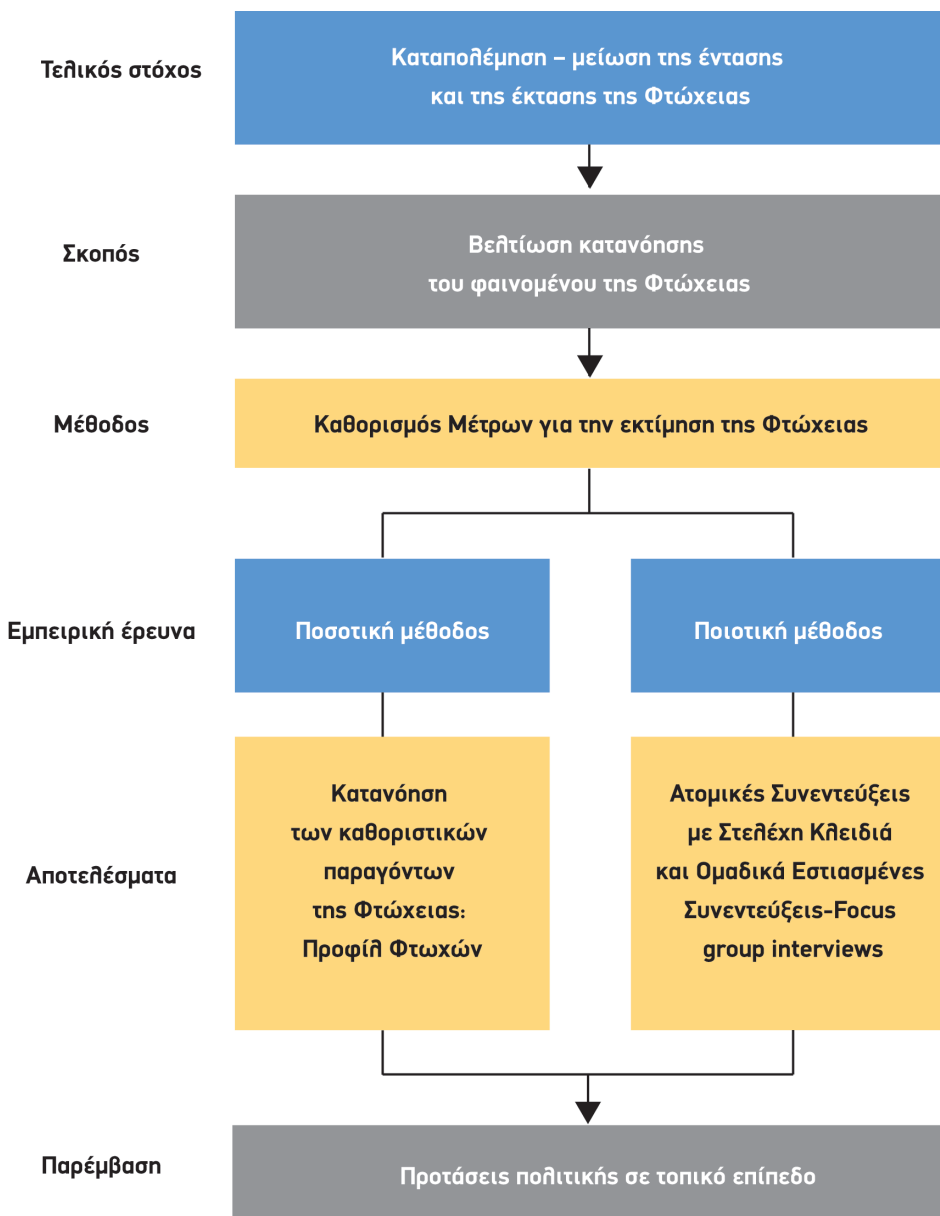 Τελικός στόχος
Καταπολέμηση – μείωση της έντασης
και της έκτασης της Φτώχειας
Σκοπός
Βελτίωση κατανόησης
του φαινομένου της Φτώχειας
Μέθοδος
Καθορισμός Μέτρων για την εκτίμηση της Φτώχειας
Εμπειρική έρευνα
Ποσοτική μέθοδος
Ποιοτική μέθοδος
Αποτελέσματα
Κατανόηση
των καθοριστικών
παραγόντων
της Φτώχειας:
Προφίλ Φτωχών
Ατομικές Συνεντεύξεις
με Στελέχη Κλειδιά
και Ομαδικά Εστιασμένες
Συνεντεύξεις-Focus
group interviews
Παρέμβαση
Προτάσεις πολιτικής σε τοπικό επίπεδο